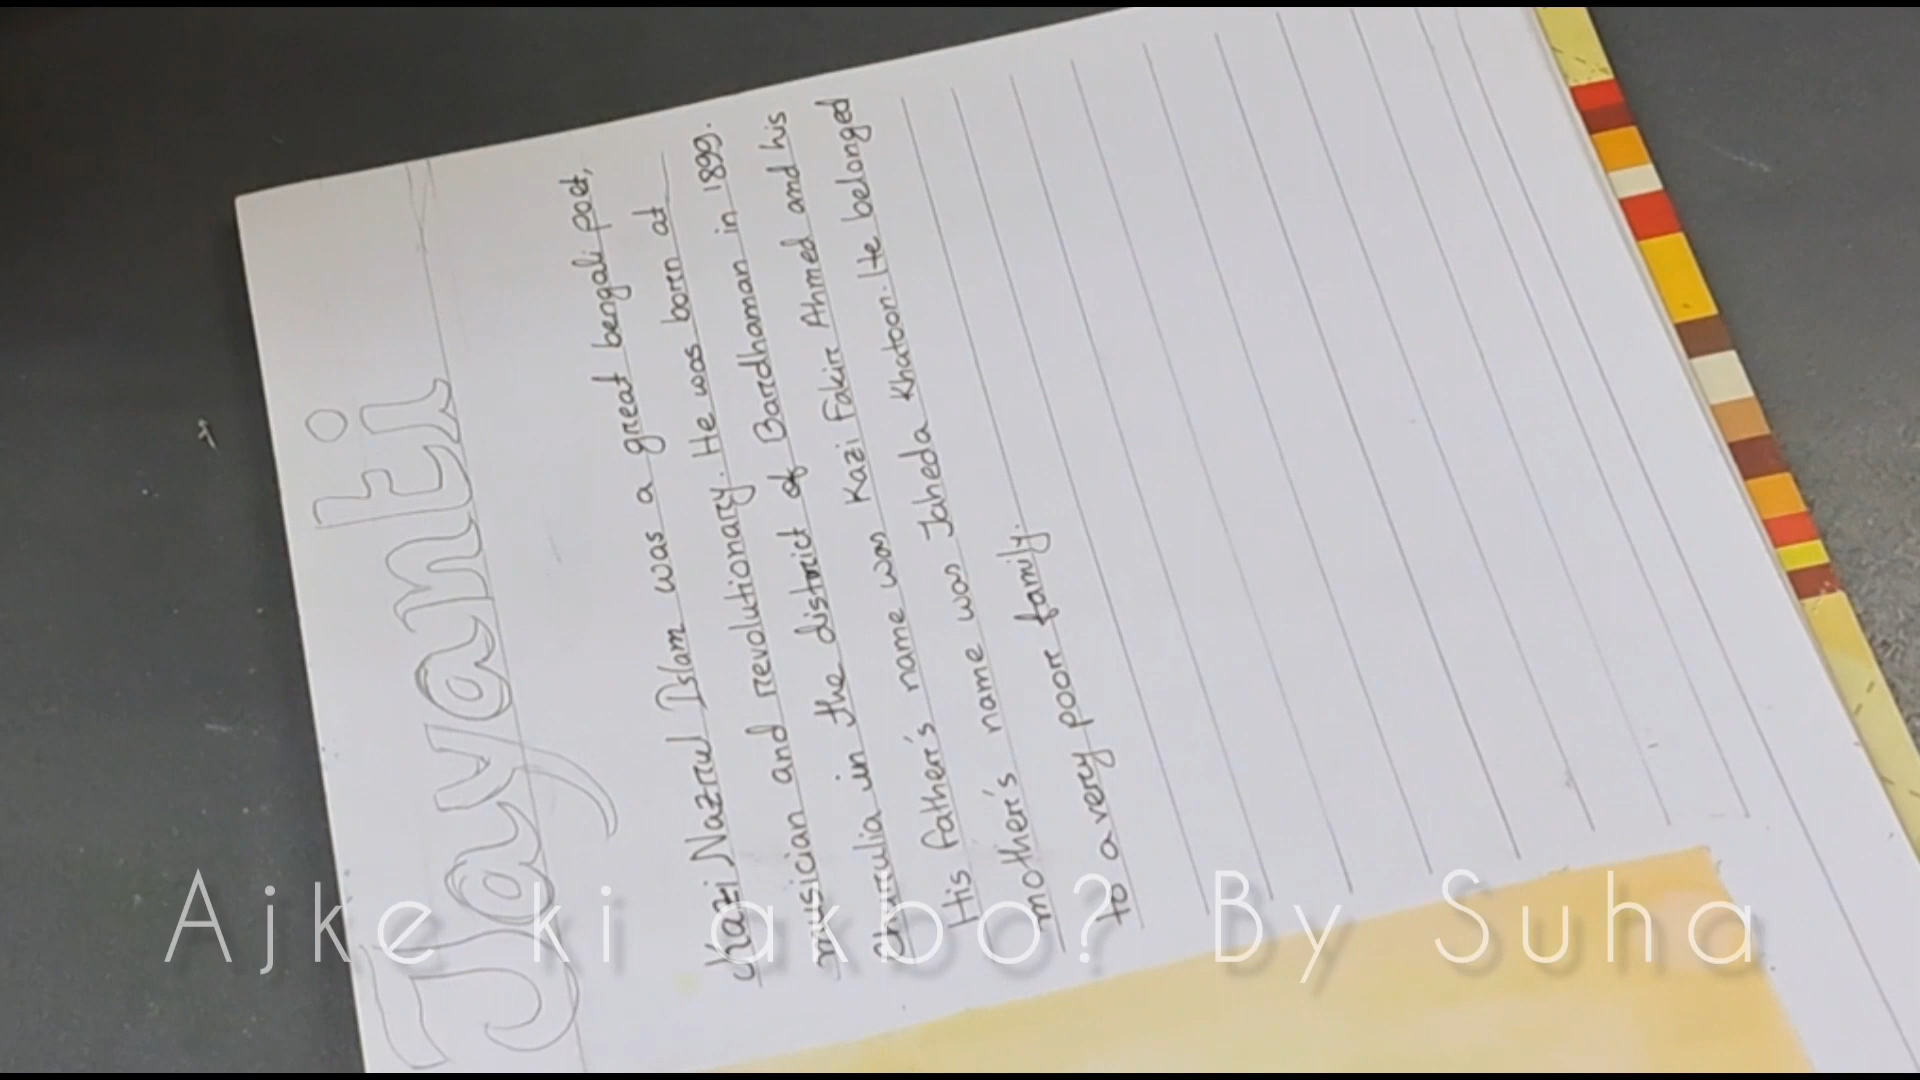 Jayanti
Kazi Nazrul Islam was a great bengali poet,
musician and revolutionary. He was born at
Churulia in the district of Bardhaman in 1899.
His father's name was Kazi Fakir Ahmed and his
mother's name was Jaheda Khatoon. He belonged
to a very poor family.
Ajke ki akbo? By Suha